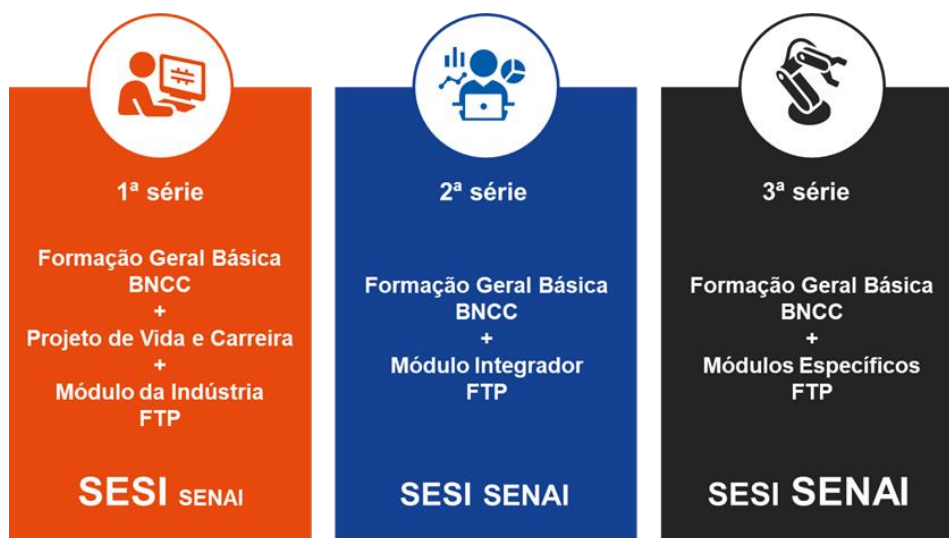 1ª série
Formação Geral Básica
BNCC
+
Projeto de Vida e Carreira
+
Módulo da Indústria
FTP
SESI SENAI
2ª série
Formação Geral Básica
BNCC
+
Módulo Integrador
FTP
SESI SENAI
3ª série
Formação Geral Básica
BNCC
+
Módulos Específicos
FTP
SESI SENAI